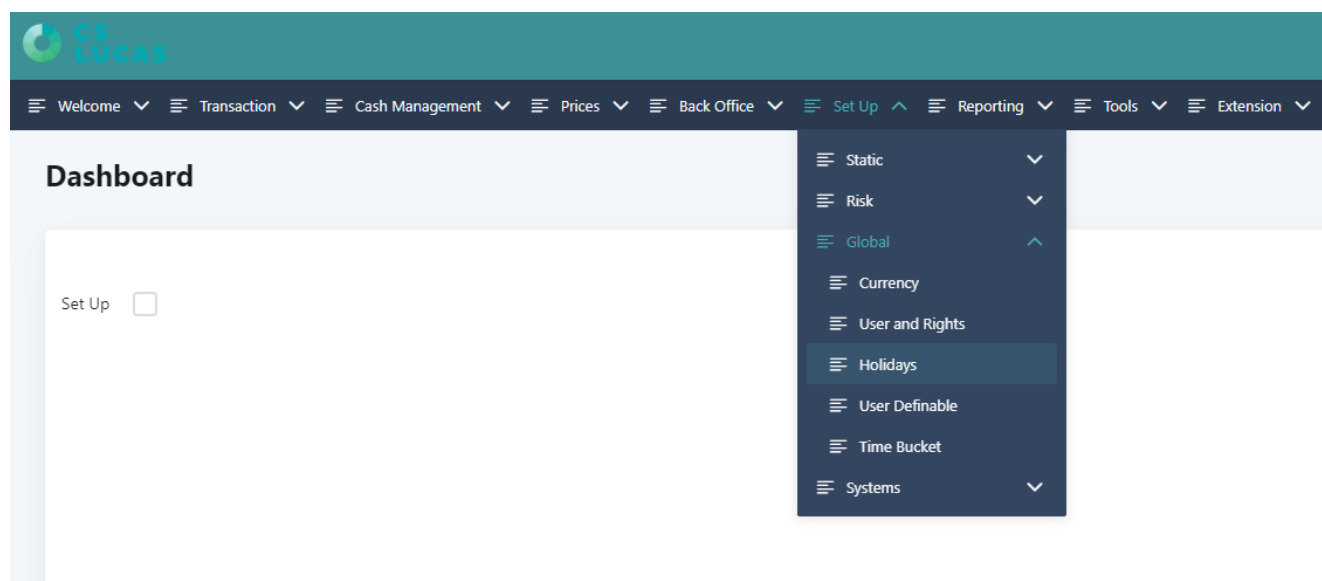 CS
LUCAS
Welcome Transaction Cash Management Prices Back Office Set Up Reporting Tools Extension
Dashboard
Set Up
Static
Risk
Global
Currency
User and Rights
Holidays
User Definable
Time Bucket
Systems